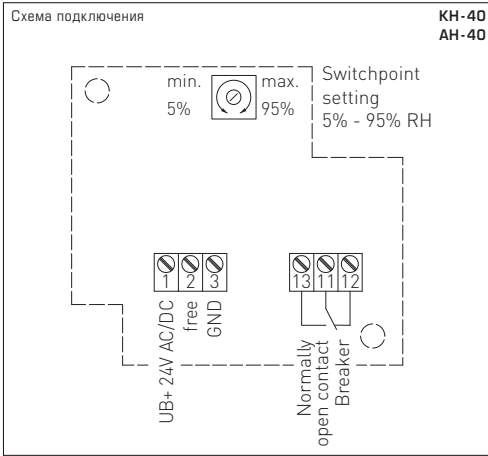 Схема подключения
KH-40
AH-40
min. max.
5% 95%
Switchpoint
setting
5% - 95% RH
1 2 3
13 11 12
UB+ 24V AC/DC
free
GND
Normally
open contact
Breaker